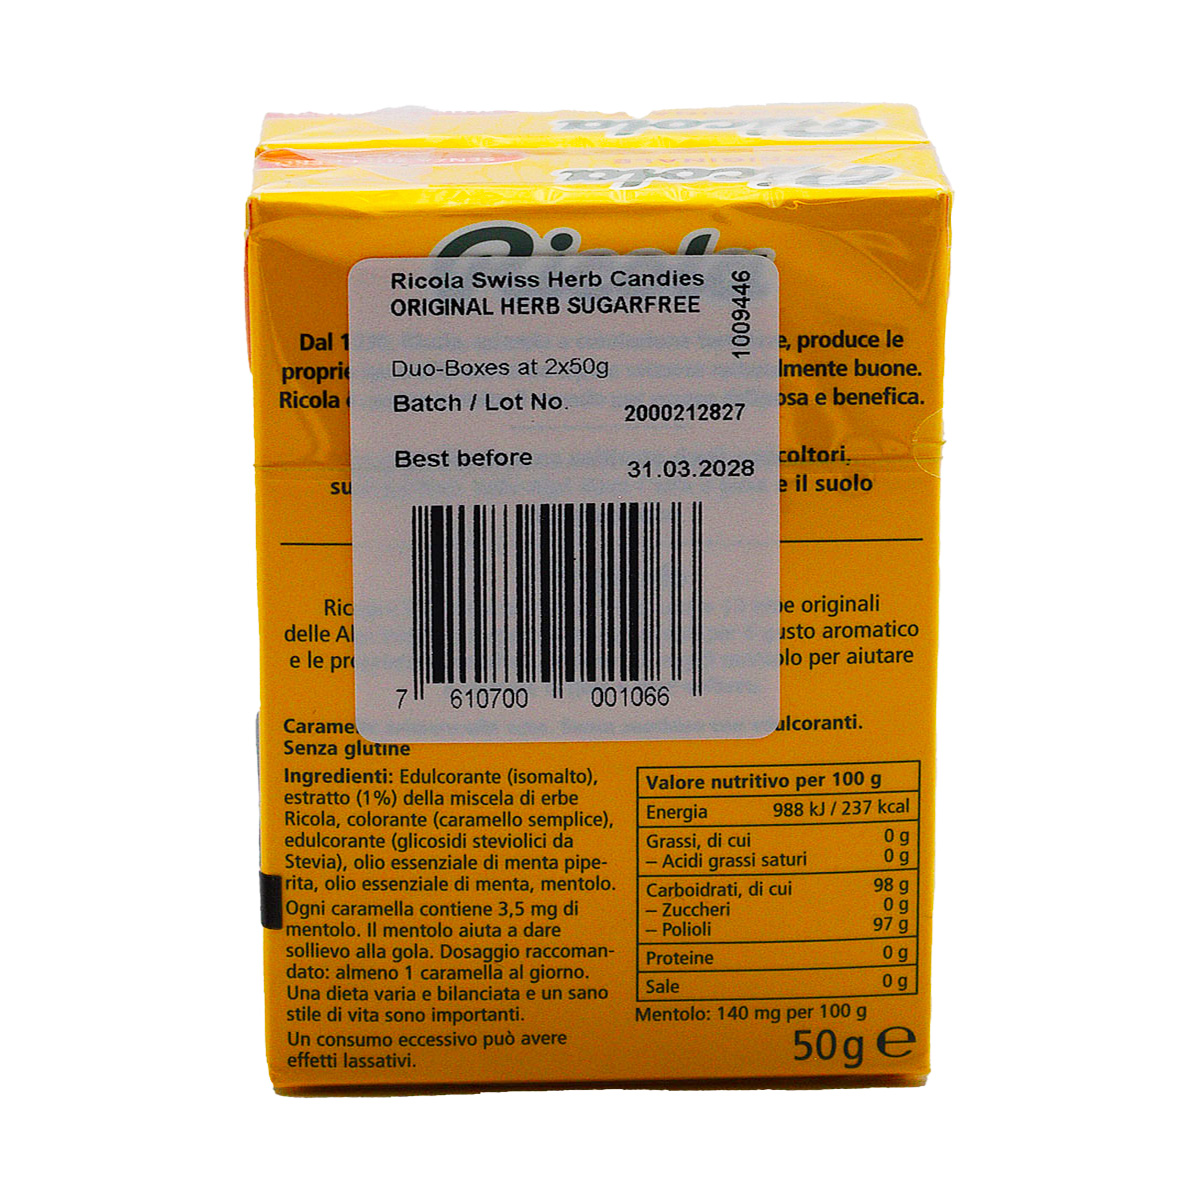 Ricola
ORIGINALE
Ricola
Ricola Swiss Herb Candies
ORIGINAL HERB SUGARFREE
1009446
Duo-Boxes at 2x50g
Batch / Lot No. 2000212827
Best before 31.03.2028
7 610700 001066
Dal e, produce le
proprie lmente buone.
Ricola osa e benefica.
coltori,
su e il suolo
Ric be originali
delle Al usto aromatico
e le pro olo per aiutare
Carame ulcoranti.
Senza glutine
Ingredienti: Edulcorante (isomalto),
estratto (1%) della miscela di erbe
Ricola, colorante (caramello semplice),
edulcorante (glicosidi steviolici da
Stevia), olio essenziale di menta pipe-
rita, olio essenziale di menta, mentolo.
Ogni caramella contiene 3,5 mg di
mentolo. Il mentolo aiuta a dare
sollievo alla gola. Dosaggio raccoman-
dato: almeno 1 caramella al giorno.
Una dieta varia e bilanciata e un sano
stile di vita sono importanti.
Un consumo eccessivo può avere
effetti lassativi.
Valore nutritivo per 100 g
Energia 988 kJ / 237 kcal
Grassi, di cui 0 g
– Acidi grassi saturi 0 g
Carboidrati, di cui 98 g
– Zuccheri 0 g
– Polioli 97 g
Proteine 0 g
Sale 0 g
Mentolo: 140 mg per 100 g
50 g ℮